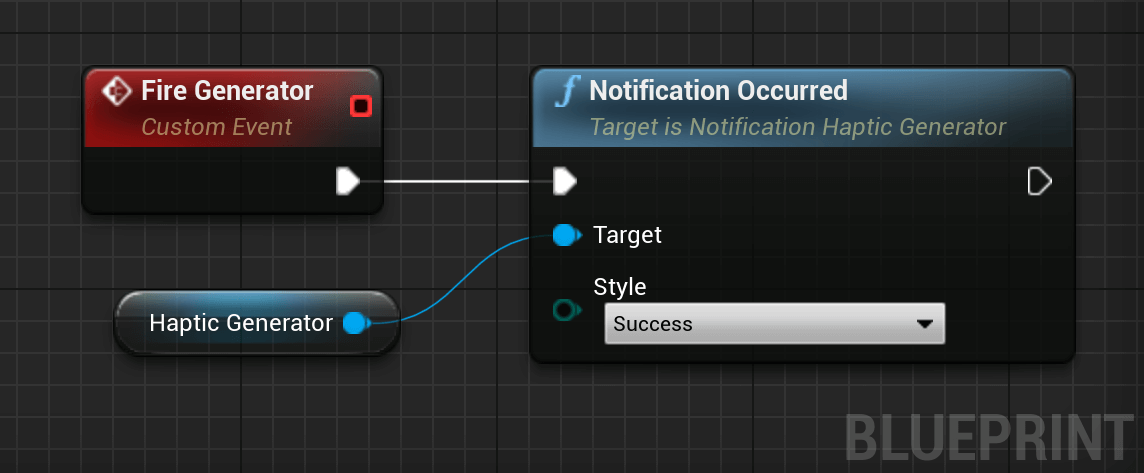 Fire Generator
Custom Event
Notification Occurred
Target is Notification Haptic Generator
Target
Style
Success
Haptic Generator
BLUEPRINT